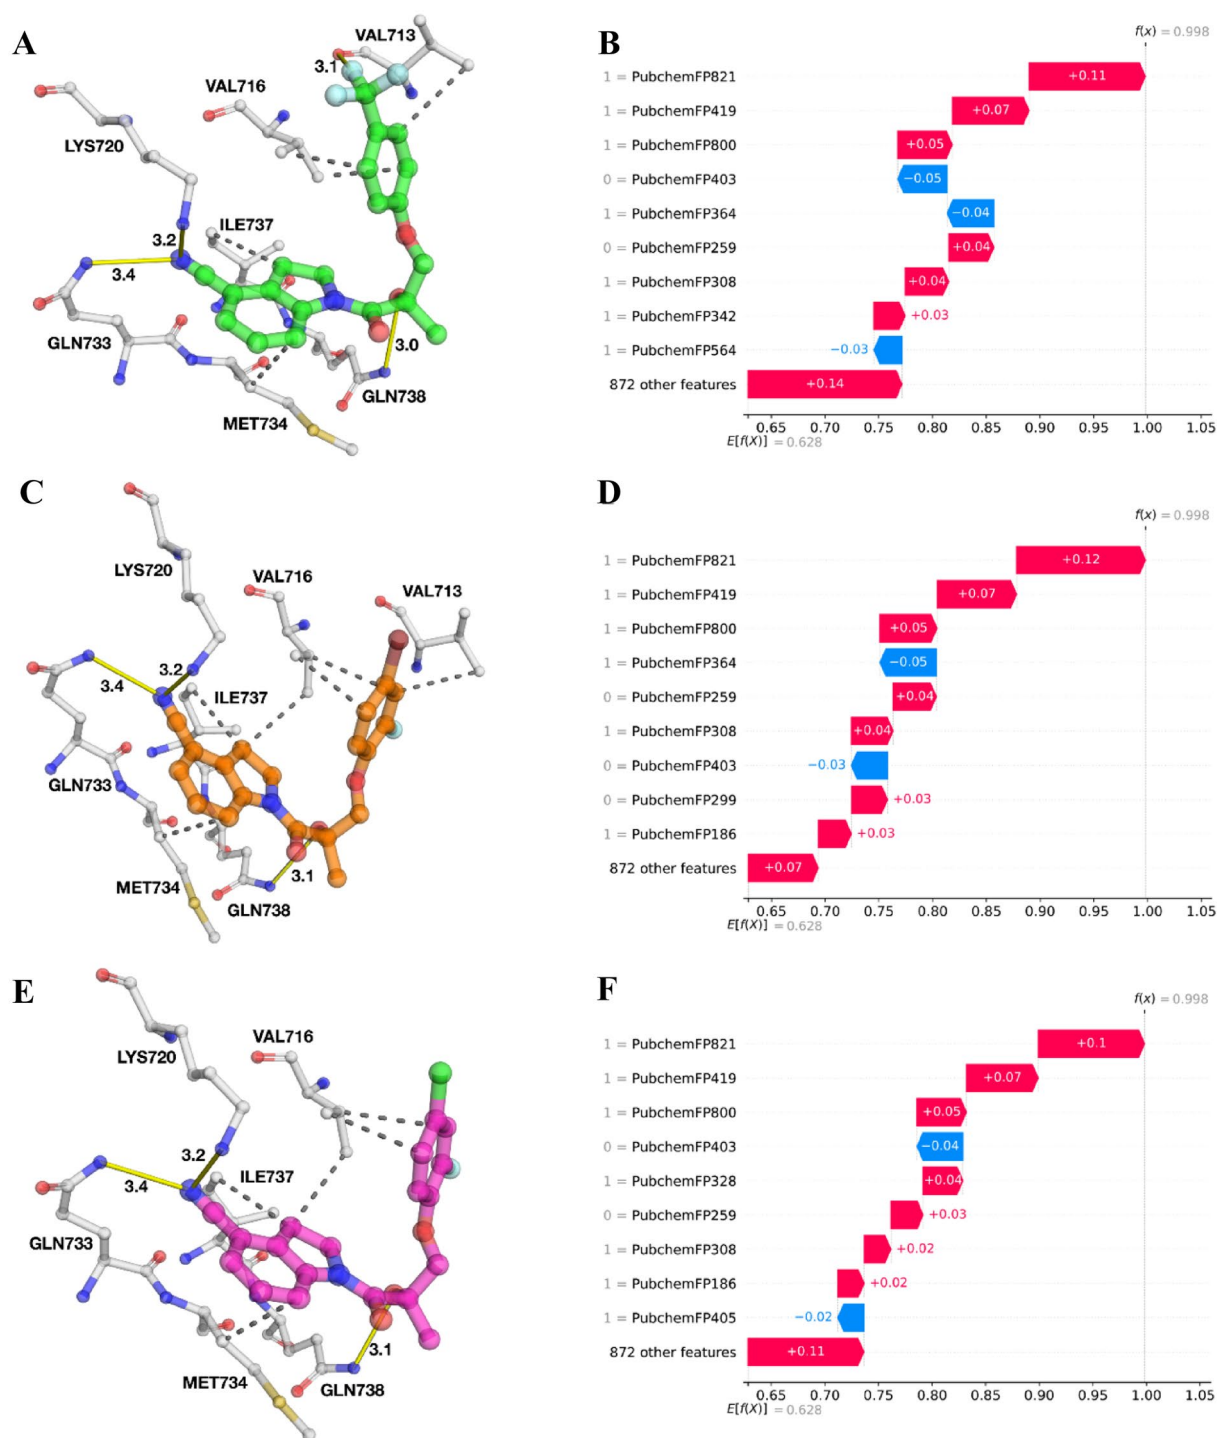 A
VAL713
3.1
VAL716
LYS720
3.2
ILE737
3.4
GLN733
3.0
GLN738
MET734
B
f(x) = 0.998
1 = PubchemFP821
+0.11
1 = PubchemFP419
+0.07
1 = PubchemFP800
+0.05
0 = PubchemFP403
−0.05
1 = PubchemFP364
−0.04
0 = PubchemFP259
+0.04
1 = PubchemFP308
+0.04
1 = PubchemFP342
+0.03
1 = PubchemFP564
−0.03
872 other features
+0.14
0.65 0.70 0.75 0.80 0.85 0.90 0.95 1.00 1.05
E[f(X)] = 0.628
C
LYS720
VAL716
VAL713
3.2
3.4
ILE737
GLN733
3.1
MET734
GLN738
D
f(x) = 0.998
1 = PubchemFP821
+0.12
1 = PubchemFP419
+0.07
1 = PubchemFP800
+0.05
1 = PubchemFP364
−0.05
0 = PubchemFP259
+0.04
1 = PubchemFP308
+0.04
0 = PubchemFP403
−0.03
0 = PubchemFP299
+0.03
1 = PubchemFP186
+0.03
872 other features
+0.07
0.65 0.70 0.75 0.80 0.85 0.90 0.95 1.00 1.05
E[f(X)] = 0.628
E
VAL716
LYS720
3.2
ILE737
3.4
GLN733
3.1
MET734
GLN738
F
f(x) = 0.998
1 = PubchemFP821
+0.1
1 = PubchemFP419
+0.07
1 = PubchemFP800
+0.05
0 = PubchemFP403
−0.04
1 = PubchemFP328
+0.04
0 = PubchemFP259
+0.03
1 = PubchemFP308
+0.02
1 = PubchemFP186
+0.02
1 = PubchemFP405
−0.02
872 other features
+0.11
0.65 0.70 0.75 0.80 0.85 0.90 0.95 1.00 1.05
E[f(X)] = 0.628